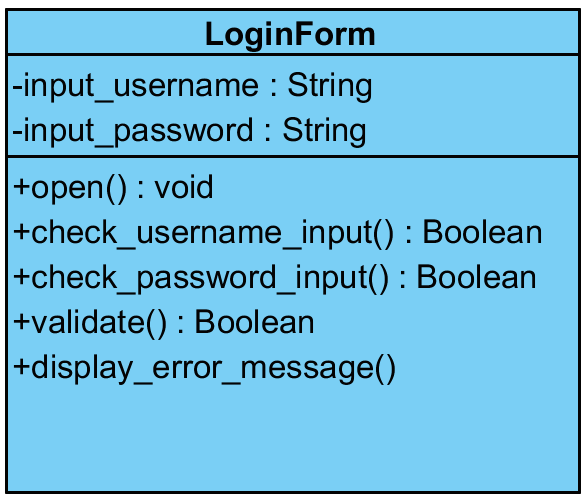 LoginForm
-input_username : String
-input_password : String
+open() : void
+check_username_input() : Boolean
+check_password_input() : Boolean
+validate() : Boolean
+display_error_message()